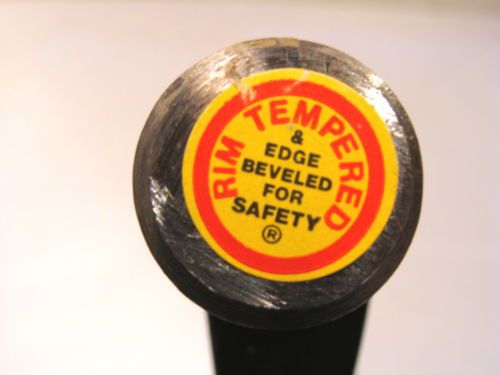 RIM TEMPERED
&
EDGE
BEVELED
FOR
SAFETY
®